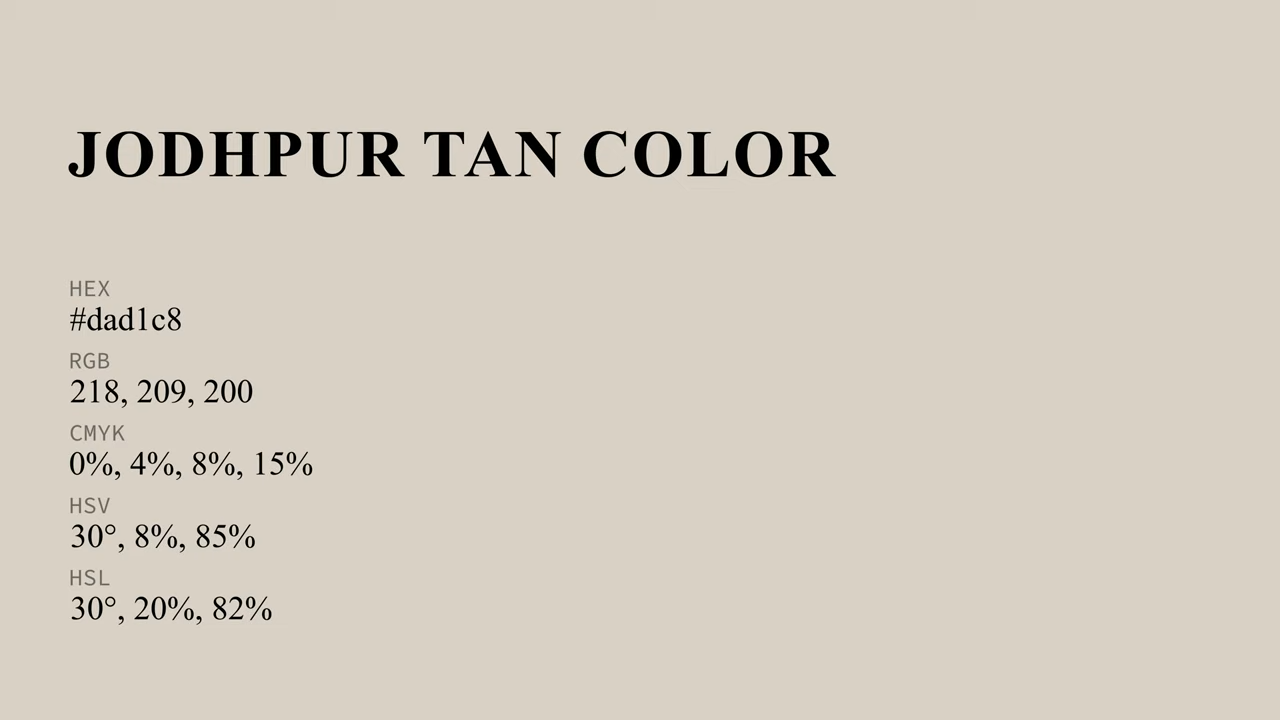 JODHPUR TAN COLOR
HEX
#dad1c8
RGB
218, 209, 200
CMYK
0%, 4%, 8%, 15%
HSV
30°, 8%, 85%
HSL
30°, 20%, 82%